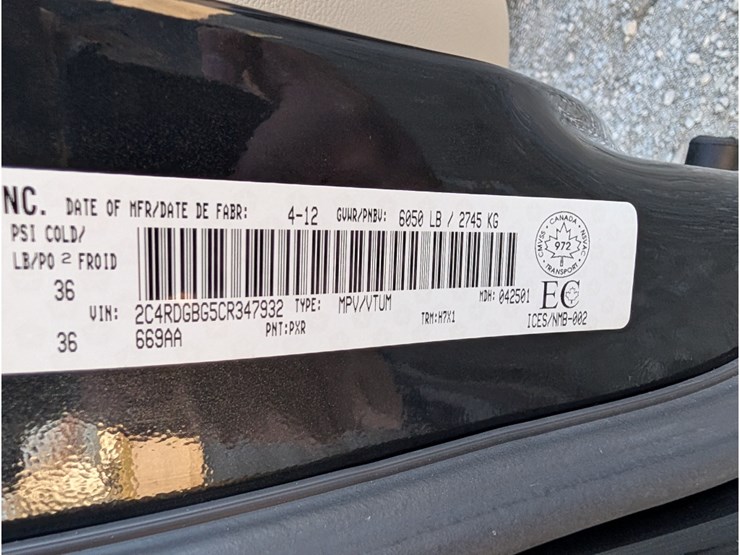 NC. DATE OF MFR/DATE DE FABR: 4-12 GVWR/PNBV: 6050 LB / 2745 KG
PSI COLD/
LB/PO 2 FROID
36
36
VIN: 2C4RDGBG5CR347932 TYPE: MPV/VTUM MDH: 042501
669AA PNT:PXR TRM:H7X1
CANADA
CMVSS NSVAC
972
TRANSPORT
EC
ICES/NMB-002